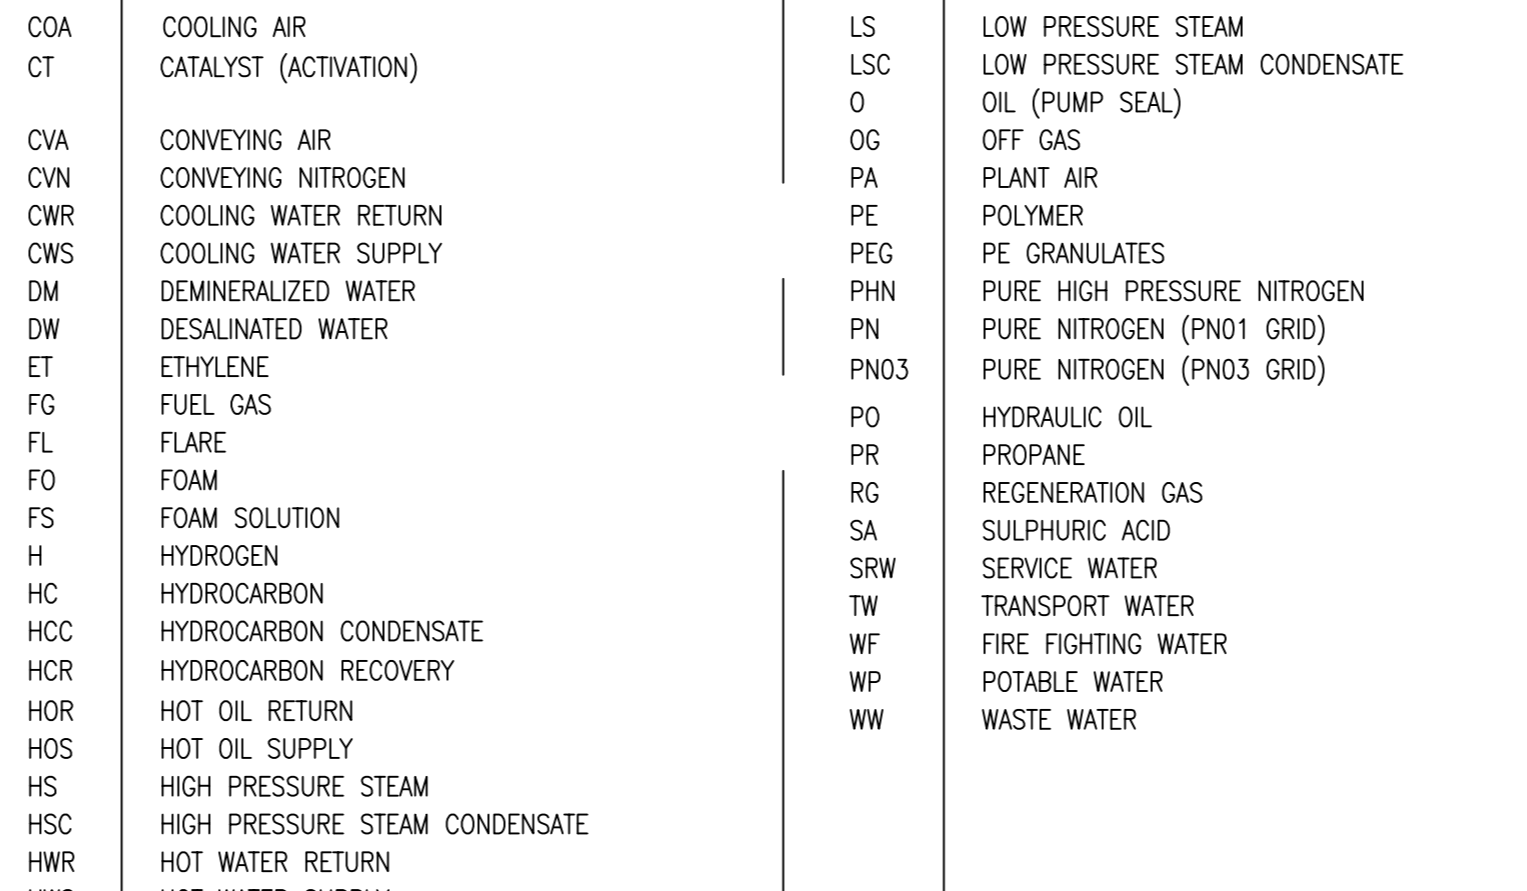 COA COOLING AIR
CT CATALYST (ACTIVATION)
CVA CONVEYING AIR
CVN CONVEYING NITROGEN
CWR COOLING WATER RETURN
CWS COOLING WATER SUPPLY
DM DEMINERALIZED WATER
DW DESALINATED WATER
ET ETHYLENE
FG FUEL GAS
FL FLARE
FO FOAM
FS FOAM SOLUTION
H HYDROGEN
HC HYDROCARBON
HCC HYDROCARBON CONDENSATE
HCR HYDROCARBON RECOVERY
HOR HOT OIL RETURN
HOS HOT OIL SUPPLY
HS HIGH PRESSURE STEAM
HSC HIGH PRESSURE STEAM CONDENSATE
HWR HOT WATER RETURN
HWS HOT WATER SUPPLY
LS LOW PRESSURE STEAM
LSC LOW PRESSURE STEAM CONDENSATE
O OIL (PUMP SEAL)
OG OFF GAS
PA PLANT AIR
PE POLYMER
PEG PE GRANULATES
PHN PURE HIGH PRESSURE NITROGEN
PN PURE NITROGEN (PN01 GRID)
PN03 PURE NITROGEN (PN03 GRID)
PO HYDRAULIC OIL
PR PROPANE
RG REGENERATION GAS
SA SULPHURIC ACID
SRW SERVICE WATER
TW TRANSPORT WATER
WF FIRE FIGHTING WATER
WP POTABLE WATER
WW WASTE WATER